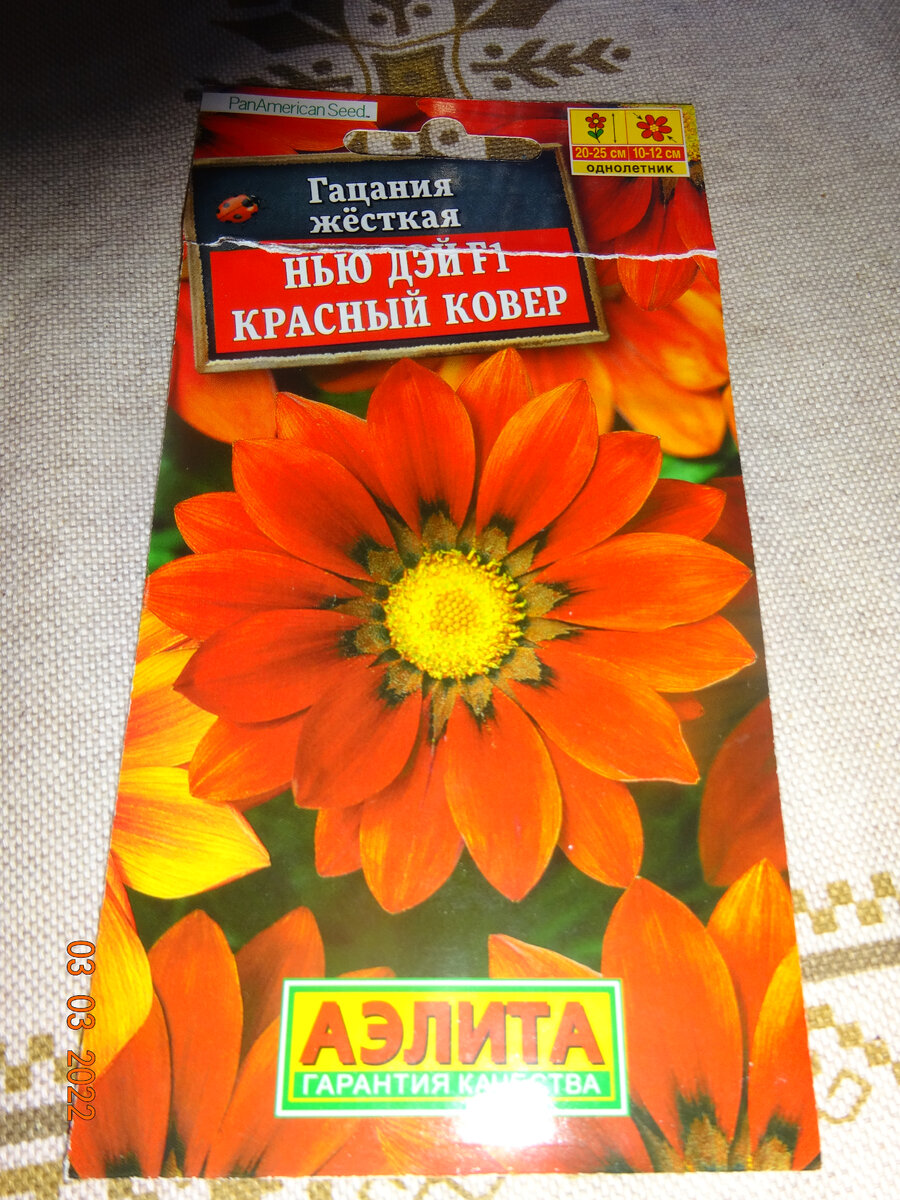 PanAmerican Seed™
20-25 см 10-12 см
однолетник
Гацания
жёсткая
НЬЮ ДЭЙ F1
КРАСНЫЙ КОВЕР
АЭЛИТА
ГАРАНТИЯ КАЧЕСТВА
03 03 2022